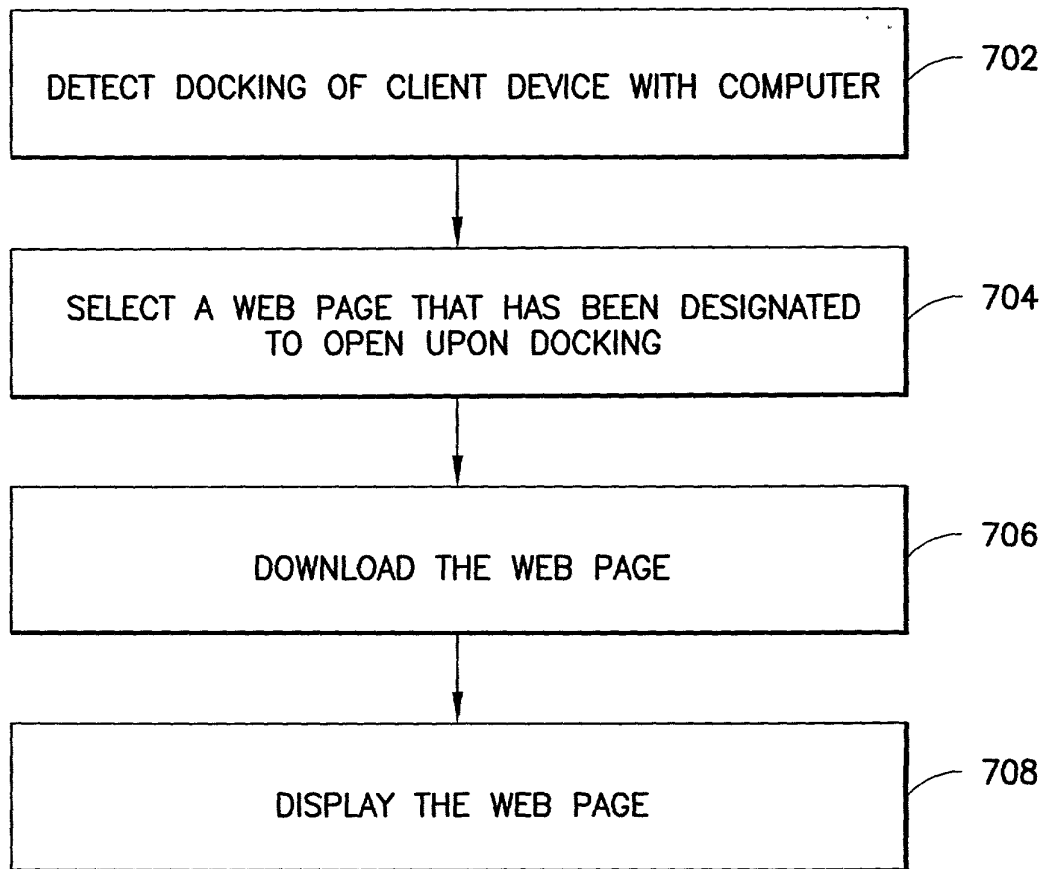 DETECT DOCKING OF CLIENT DEVICE WITH COMPUTER
702
SELECT A WEB PAGE THAT HAS BEEN DESIGNATED
TO OPEN UPON DOCKING
704
DOWNLOAD THE WEB PAGE
706
DISPLAY THE WEB PAGE
708